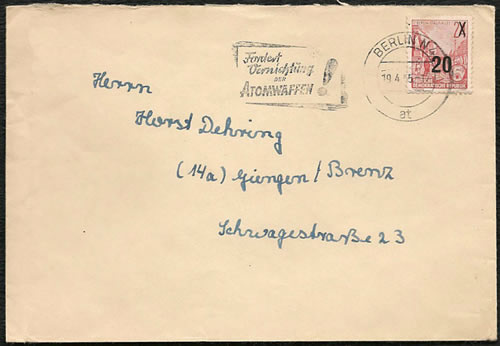 Fordert
Vernichtung
DER
ATOMWAFFEN!
BERLIN W
19.4.
at
20
DEUTSCHE DEMOKRATISCHE REPUBLIK
Herrn
Horst Dehring
(14a) Giengen/Brenz
Schwagestraße 23